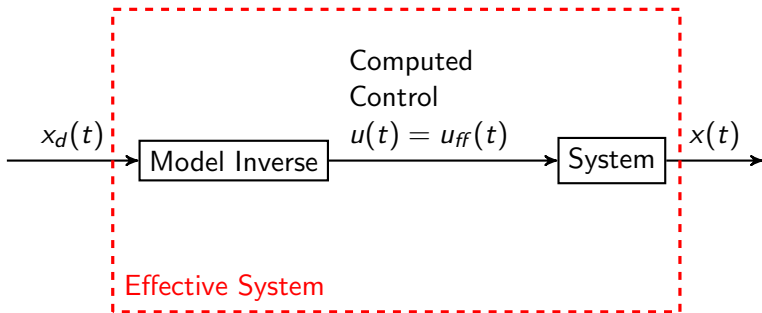 Computed
Control
x_d(t)
u(t) = u_ff(t)
x(t)
Model Inverse
System
Effective System